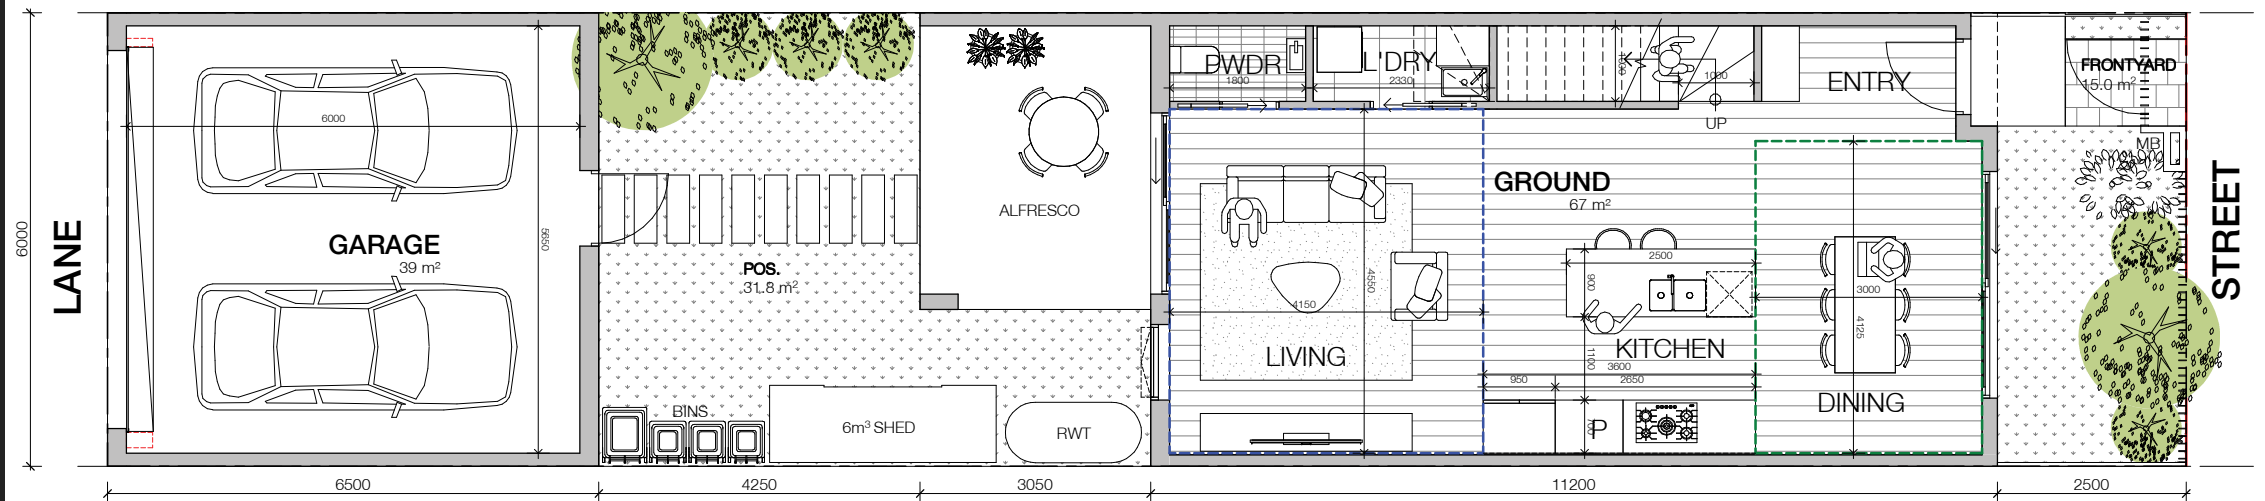 LANE
6000
GARAGE
39 m²
6000
5650
6500
POS.
31.8 m²
BINS
6m³ SHED
RWT
4250
ALFRESCO
3050
PWDR
1800
L'DRY
2330
1000
1000
UP
ENTRY
GROUND
67 m²
LIVING
4150
4550
KITCHEN
2500
900
1100
3600
950
2650
700
P
DINING
3000
4125
11200
FRONTYARD
15.0 m²
MB
2500
STREET